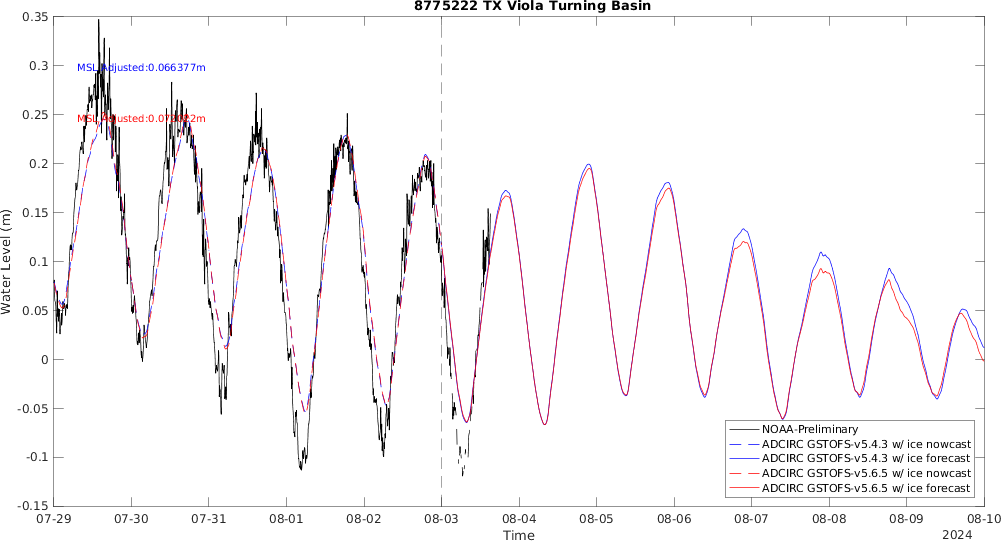 8775222 TX Viola Turning Basin
0.35
0.3
0.25
0.2
0.15
0.1
0.05
0
-0.05
-0.1
-0.15
Water Level (m)
MSL Adjusted:0.066377m
MSL Adjusted:
07-29 07-30 07-31 08-01 08-02 08-03 08-04 08-05 08-06 08-07 08-08 08-09 08-10
Time
2024
NOAA-Preliminary
ADCIRC GSTOFS-v5.4.3 w/ ice nowcast
ADCIRC GSTOFS-v5.4.3 w/ ice forecast
ADCIRC GSTOFS-v5.6.5 w/ ice nowcast
ADCIRC GSTOFS-v5.6.5 w/ ice forecast